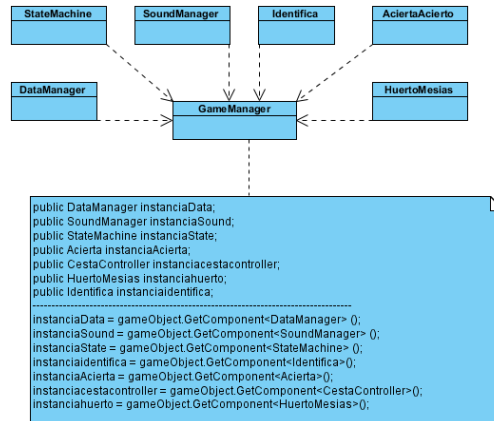 StateMachine
SoundManager
Identifica
AciertaAcierto
DataManager
GameManager
HuertoMesias
public DataManager instanciaData;
public SoundManager instanciaSound;
public StateMachine instanciaState;
public Acierta instanciaAcierta;
public CestaController instanciacestacontroller;
public HuertoMesias instanciahuerto;
public Identifica instanciaidentifica;
--------------------------------------------------------------------------------
instanciaData = gameObject.GetComponent<DataManager> ();
instanciaSound = gameObject.GetComponent<SoundManager> ();
instanciaState = gameObject.GetComponent<StateMachine> ();
instanciaidentifica = gameObject.GetComponent<Identifica>();
instanciaAcierta = gameObject.GetComponent<Acierta>();
instanciacestacontroller = gameObject.GetComponent<CestaController>();
instanciahuerto = gameObject.GetComponent<HuertoMesias>();